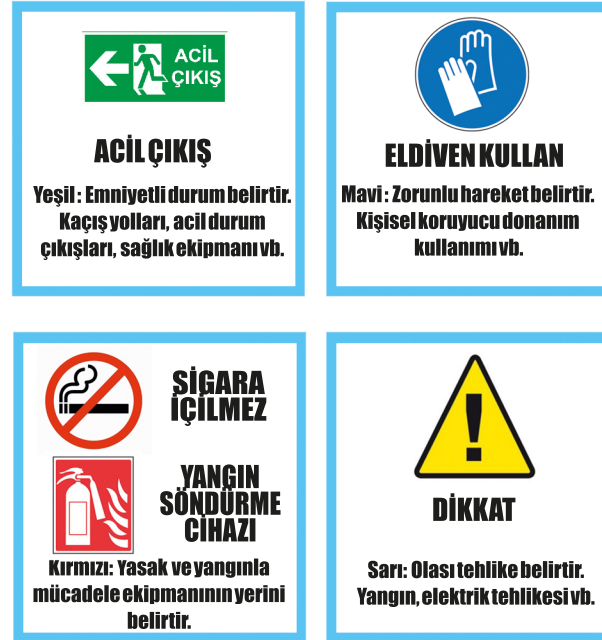 ACİL
ÇIKIŞ
ACİL ÇIKIŞ
Yeşil : Emniyetli durum belirtir.
Kaçış yolları, acil durum
çıkışları, sağlık ekipmanı vb.
ELDİVEN KULLAN
Mavi : Zorunlu hareket belirtir.
Kişisel koruyucu donanım
kullanımı vb.
SİGARA
İÇİLMEZ
YANGIN
SÖNDÜRME
CİHAZI
Kırmızı: Yasak ve yangınla
mücadele ekipmanının yerini
belirtir.
DİKKAT
Sarı: Olası tehlike belirtir.
Yangın, elektrik tehlikesi vb.